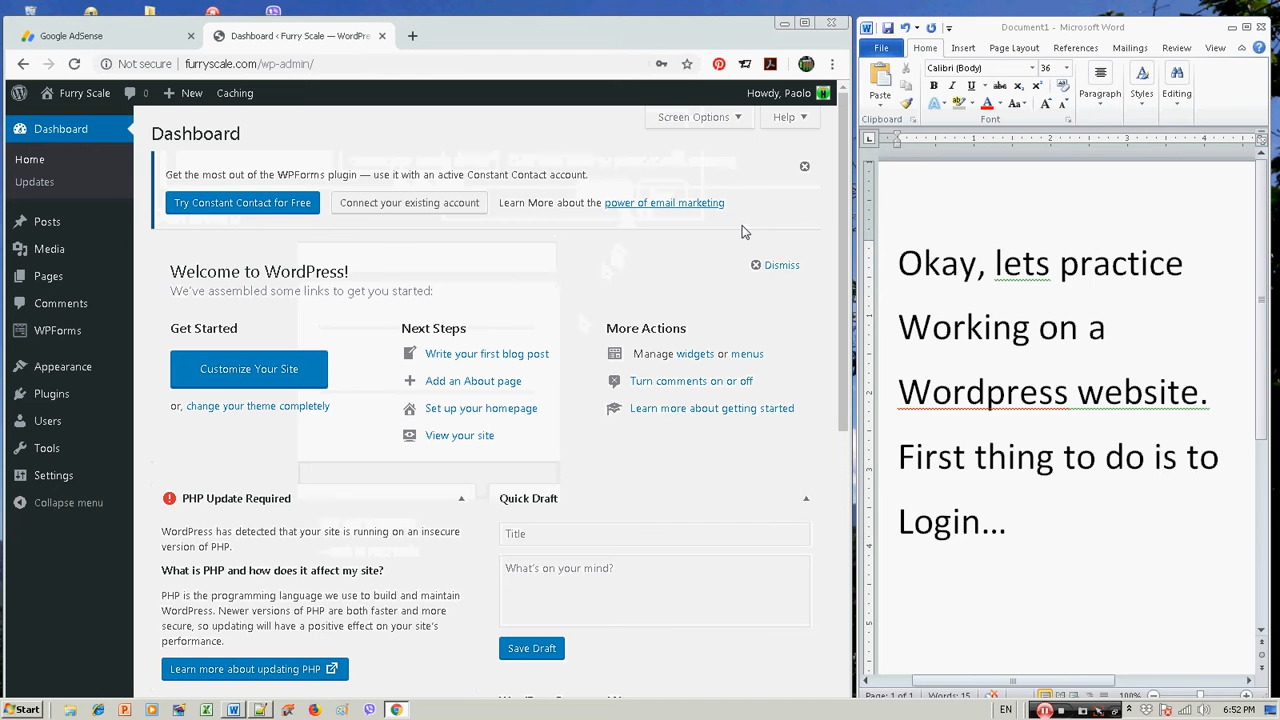 Google AdSense
Dashboard ‹ Furry Scale — WordPre
Not secure
furryscale.com/wp-admin/
Furry Scale
0
New
Caching
Howdy, Paolo
Dashboard
Home
Updates
Posts
Media
Pages
Comments
WPForms
Appearance
Plugins
Users
Tools
Settings
Collapse menu
Screen Options
Help
Dashboard
Get the most out of the WPForms plugin — use it with an active Constant Contact account.
Try Constant Contact for Free
Connect your existing account
Learn More about the power of email marketing
Dismiss
Welcome to WordPress!
We've assembled some links to get you started:
Get Started
Customize Your Site
or, change your theme completely
Next Steps
Write your first blog post
Add an About page
Set up your homepage
View your site
More Actions
Manage widgets or menus
Turn comments on or off
Learn more about getting started
PHP Update Required
WordPress has detected that your site is running on an insecure
version of PHP.
What is PHP and how does it affect my site?
PHP is the programming language we use to build and maintain
WordPress. Newer versions of PHP are both faster and more
secure, so updating will have a positive effect on your site's
performance.
Learn more about updating PHP
Quick Draft
Title
What's on your mind?
Save Draft
Document1 - Microsoft Word
File
Home
Insert
Page Layout
References
Mailings
Review
View
Paste
Clipboard
Calibri (Body)
36
Font
Paragraph
Styles
Editing
Okay, lets practice
Working on a
Wordpress website.
First thing to do is to
Login...
Page: 1 of 1
Words: 15
100%
Start
EN
6:52 PM